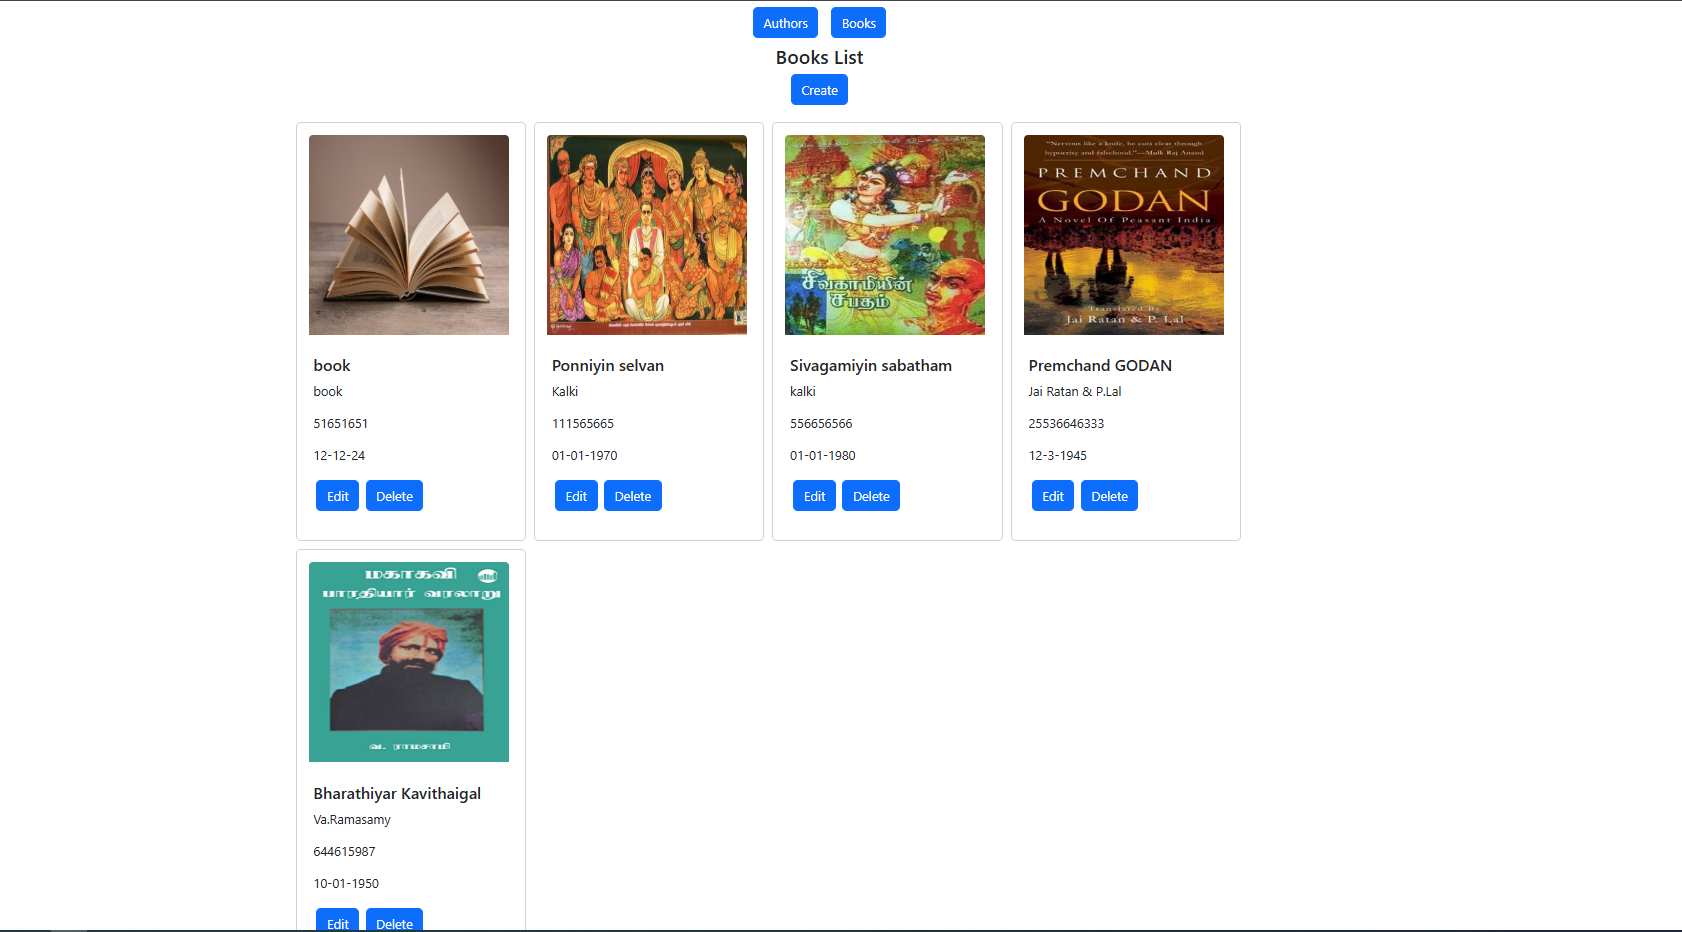 Authors
Books
Books List
Create
"Nervous like a knife, he cuts clear through
hypocrisy and falsehood."—Mulk Raj Anand
PREMCHAND
GODAN
A Novel Of Peasant India
Translated By
Jai Ratan & P. Lal
சிவகாமியின்
சபதம்
book
book
51651651
12-12-24
Edit
Delete
Ponniyin selvan
Kalki
111565665
01-01-1970
Edit
Delete
Sivagamiyin sabatham
kalki
556656566
01-01-1980
Edit
Delete
Premchand GODAN
Jai Ratan & P.Lal
25536646333
12-3-1945
Edit
Delete
மகாகவி
பாரதியார் வரலாறு
வ. ராமசாமி
Bharathiyar Kavithaigal
Va.Ramasamy
644615987
10-01-1950
Edit
Delete